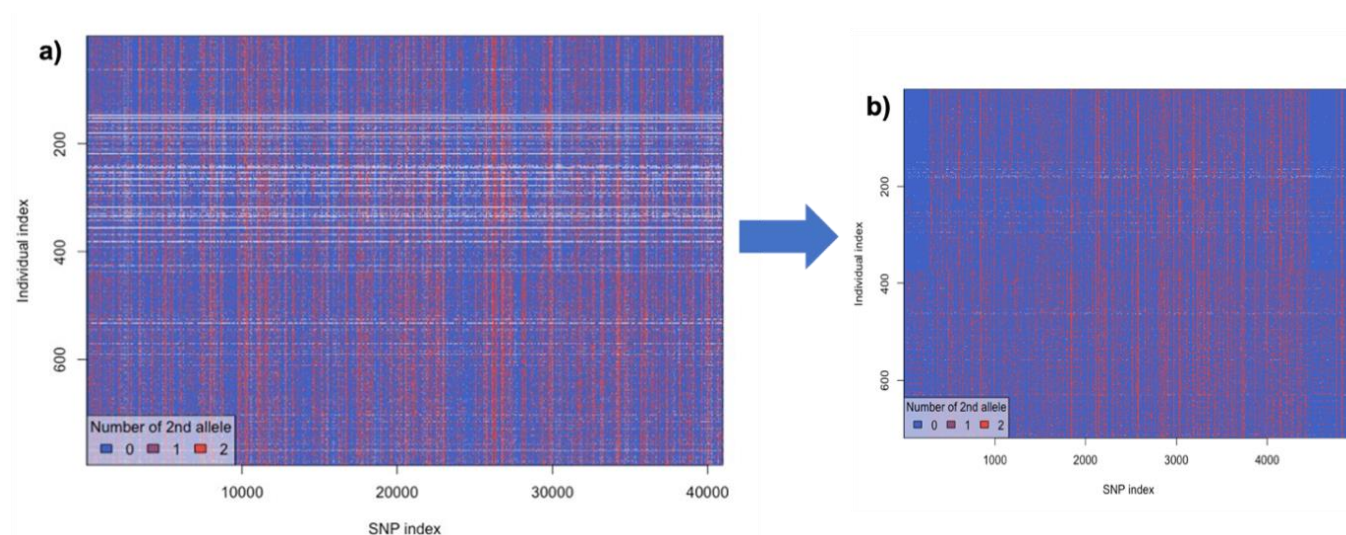 a)
Individual index
200
400
600
Number of 2nd allele
0 1 2
10000 20000 30000 40000
SNP index
b)
Individual index
200
400
600
Number of 2nd allele
0 1 2
1000 2000 3000 4000
SNP index